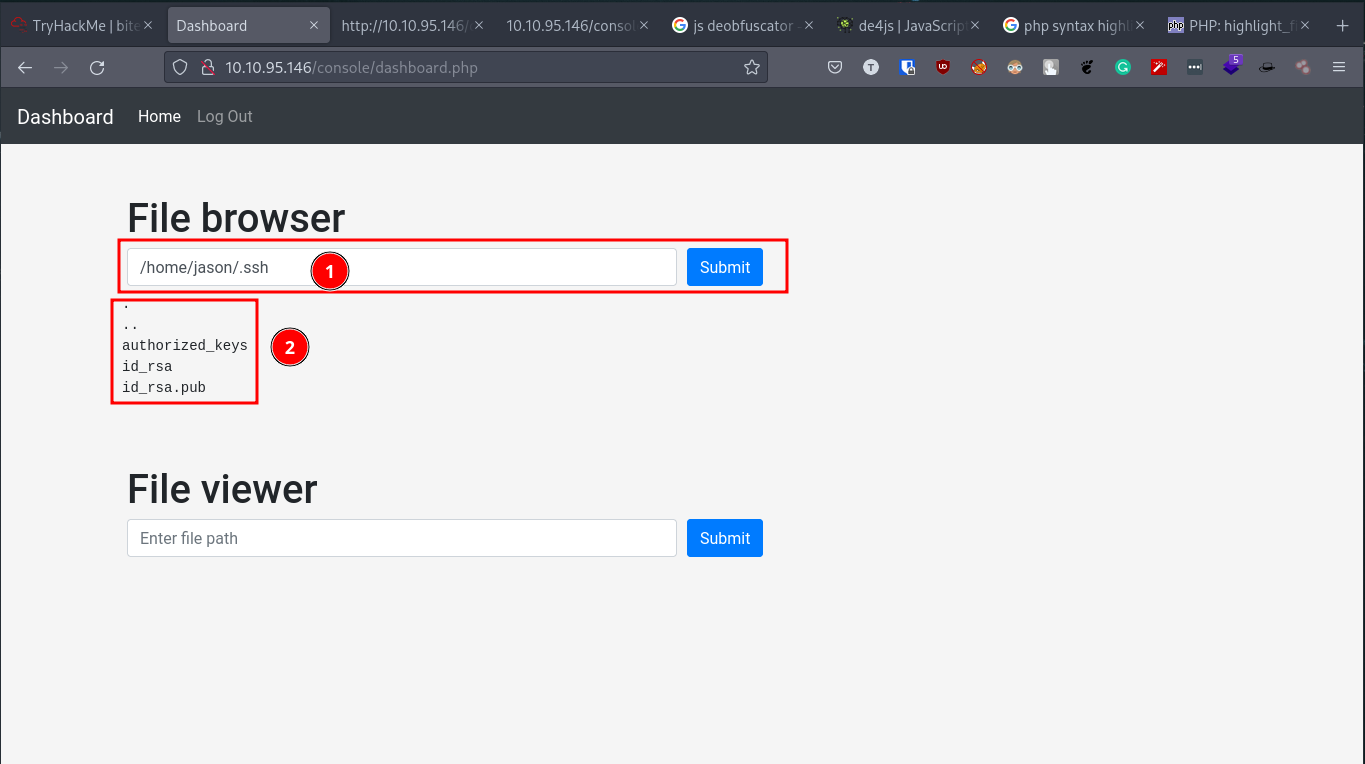 TryHackMe | bite
Dashboard
http://10.10.95.146/
10.10.95.146/consol
js deobfuscator
de4js | JavaScrip
php syntax highl
PHP: highlight_f
10.10.95.146/console/dashboard.php
5
Dashboard
Home
Log Out
File browser
/home/jason/.ssh
1
Submit
.
..
authorized_keys
2
id_rsa
id_rsa.pub
File viewer
Enter file path
Submit